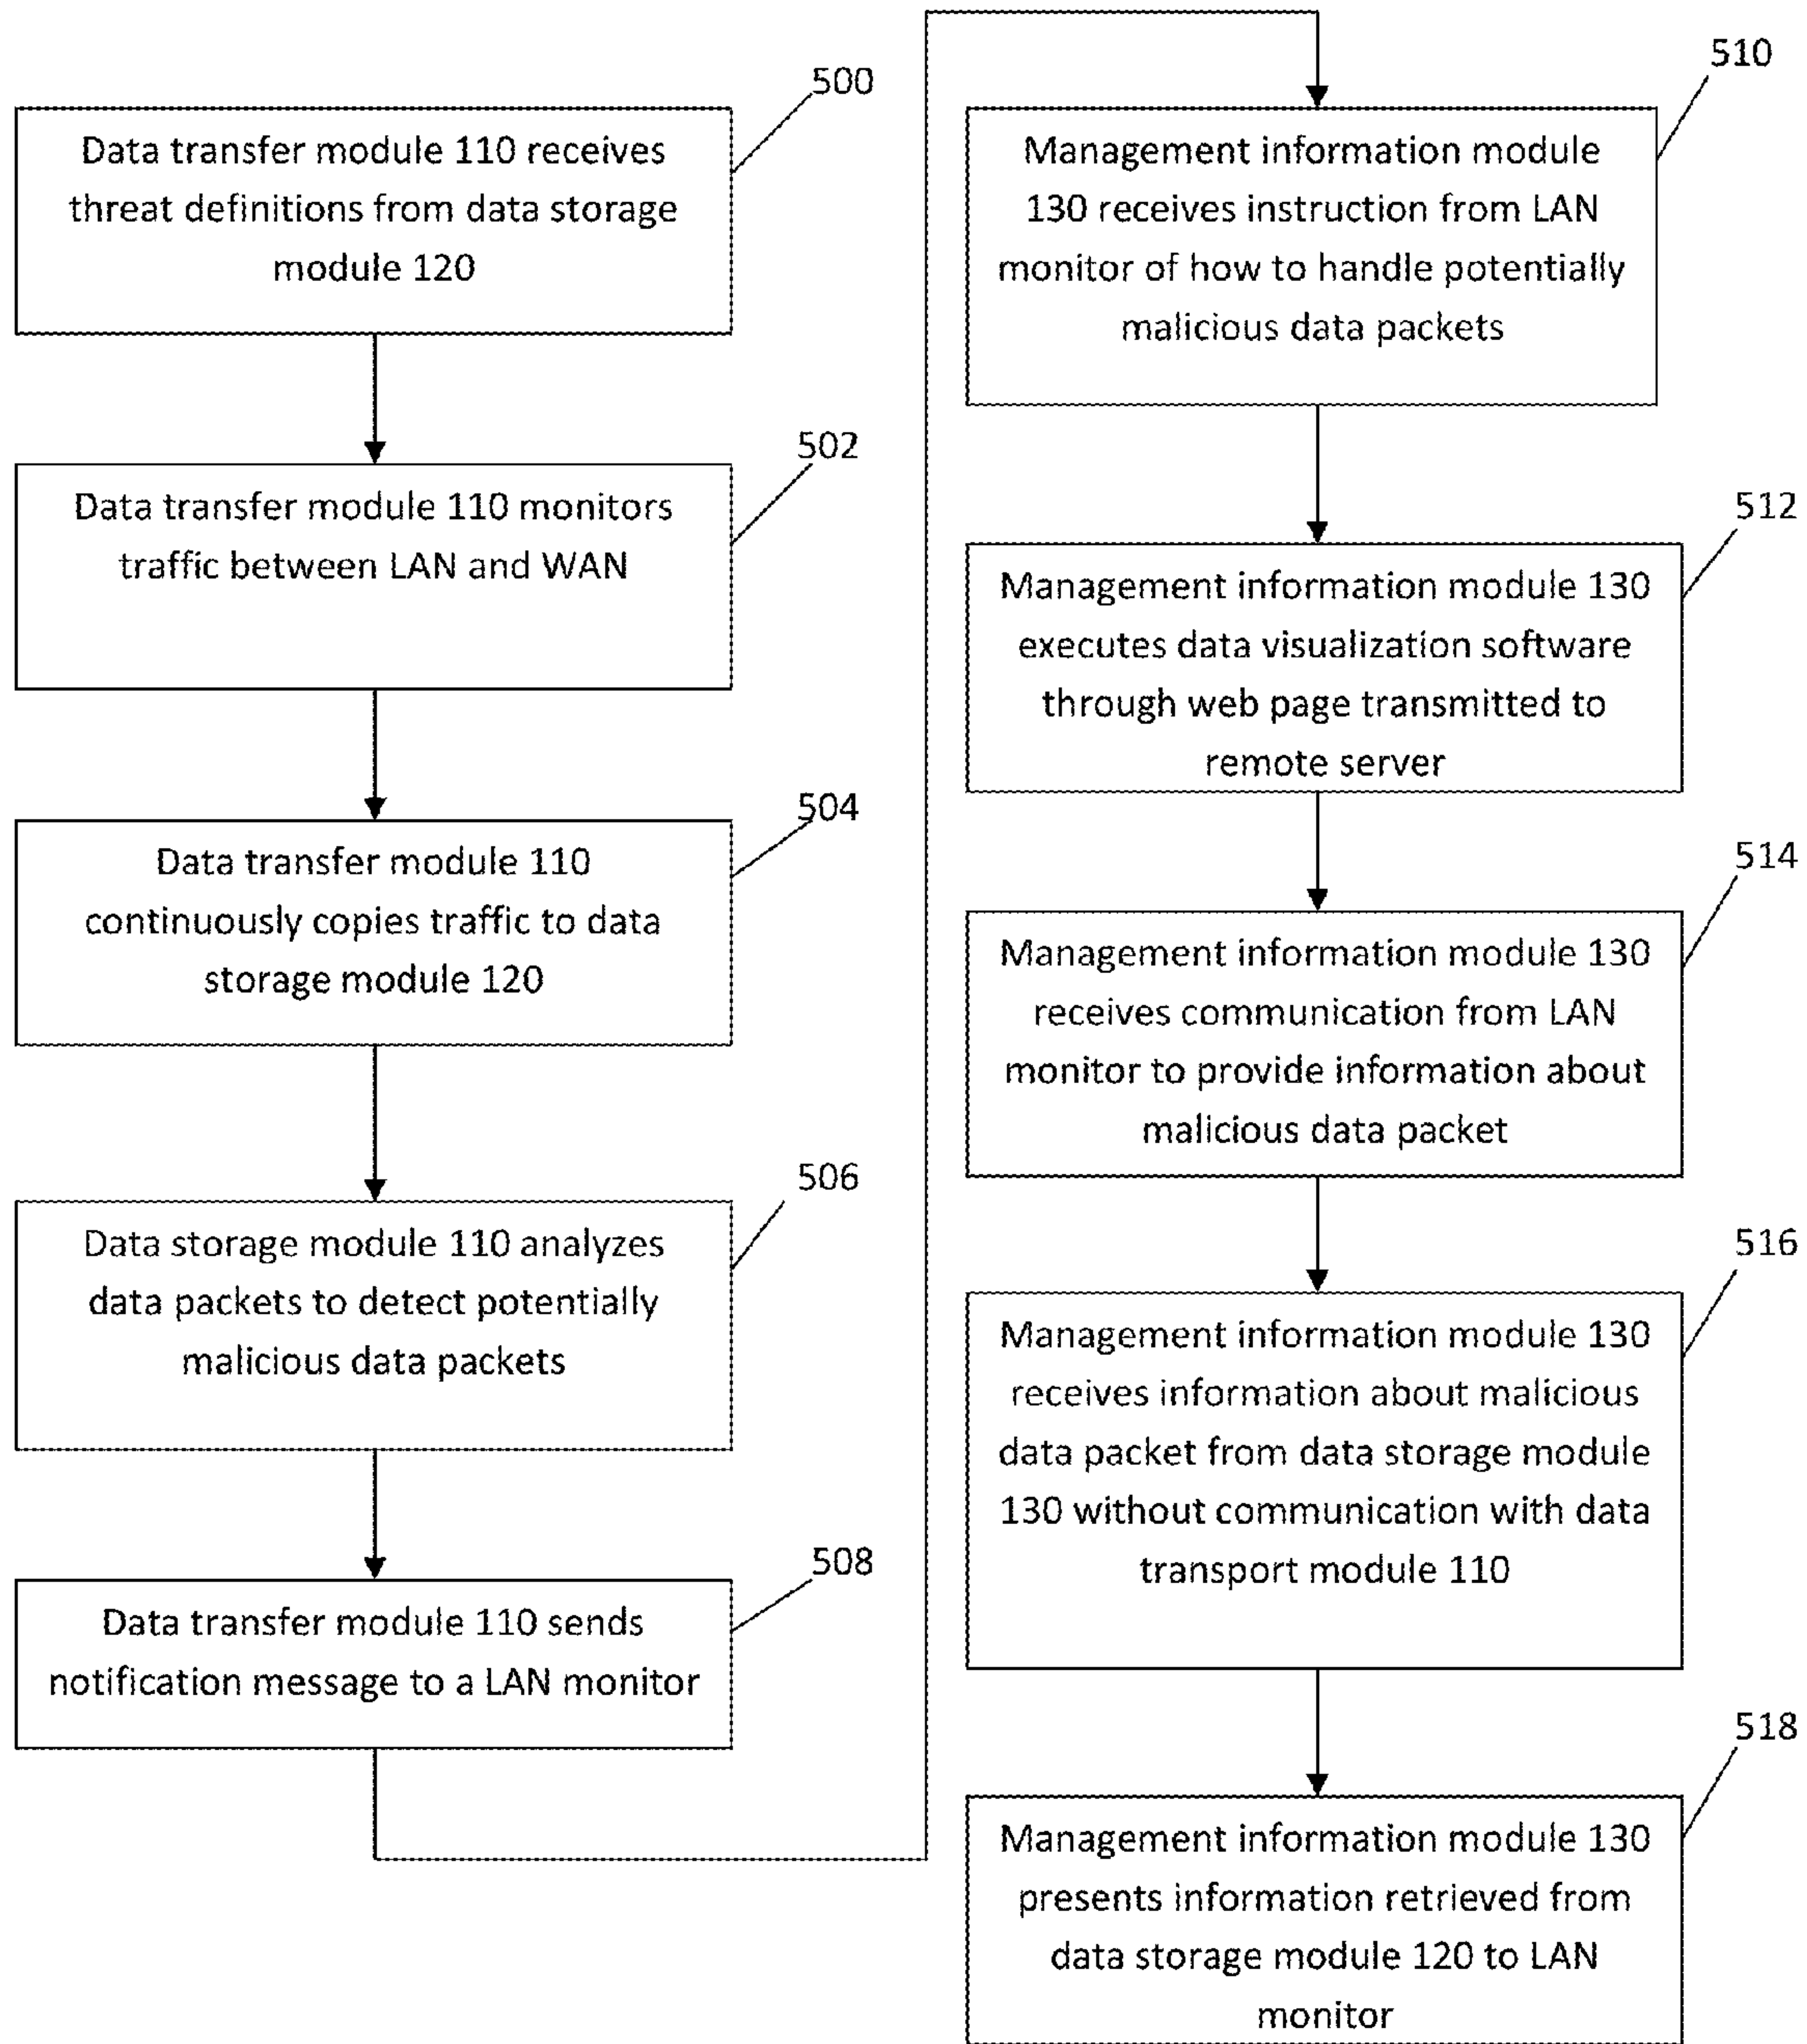 500
Data transfer module 110 receives
threat definitions from data storage
module 120
502
Data transfer module 110 monitors
traffic between LAN and WAN
504
Data transfer module 110
continuously copies traffic to data
storage module 120
506
Data storage module 110 analyzes
data packets to detect potentially
malicious data packets
508
Data transfer module 110 sends
notification message to a LAN monitor
510
Management information module
130 receives instruction from LAN
monitor of how to handle potentially
malicious data packets
512
Management information module 130
executes data visualization software
through web page transmitted to
remote server
514
Management information module 130
receives communication from LAN
monitor to provide information about
malicious data packet
516
Management information module 130
receives information about malicious
data packet from data storage module
130 without communication with data
transport module 110
518
Management information module 130
presents information retrieved from
data storage module 120 to LAN
monitor